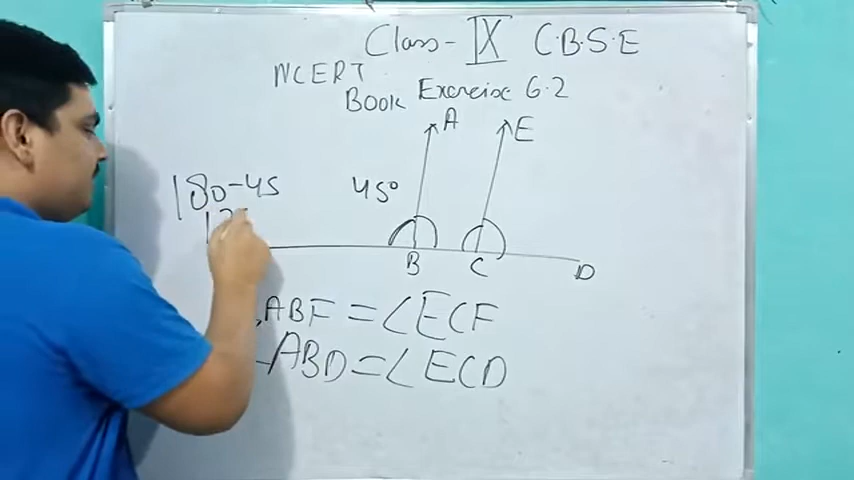 Class- IX C.B.S.E
NCERT
Book Exercise 6.2
A
E
180-45
45°
B
C
D
ABF = ∠ECF
ABD = ∠ECD